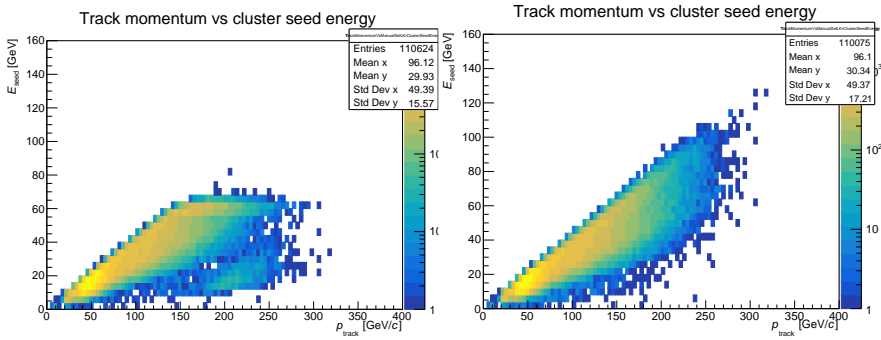 Track momentum vs cluster seed energy
Entries 110624
Mean x 96.12
Mean y 29.93
Std Dev x 49.39
Std Dev y 15.57
E seed [GeV]
160
140
120
100
80
60
40
20
0
0 50 100 150 200 250 300 350 400
p track [GeV/c]
1
Track momentum vs cluster seed energy
Entries 110075
Mean x 96.1
Mean y 30.34
Std Dev x 49.37
Std Dev y 17.21
E seed [GeV]
160
140
120
100
80
60
40
20
0
0 50 100 150 200 250 300 350 400
p track [GeV/c]
10²
10
1